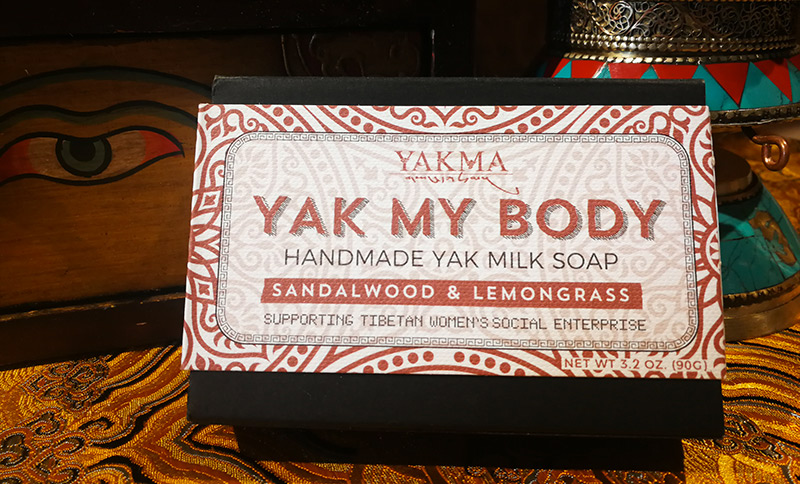 YAKMA
YAK MY BODY
HANDMADE YAK MILK SOAP
SANDALWOOD & LEMONGRASS
SUPPORTING TIBETAN WOMEN'S SOCIAL ENTERPRISE
NET WT 3.2 OZ. (90G)